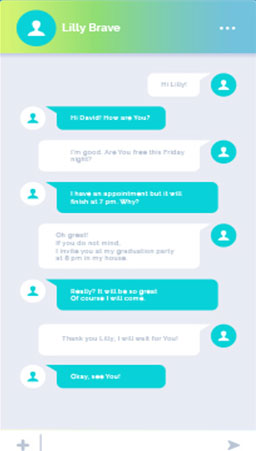 Lilly Brave
Hi Lilly!
Hi David! How are You?
I'm good. Are You free this Friday
night?
I have an appointment but it will
finish at 7 pm. Why?
Oh great!
If you do not mind,
I invite you at my graduation party
at 8 pm in my house.
Really? It will be so great
Of course I will come.
Thank you Lilly, I will wait for You!
Okay, see You!